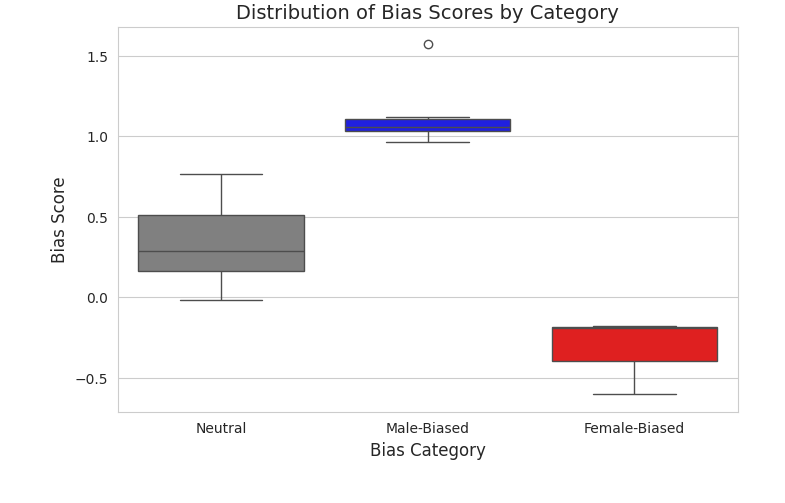 Distribution of Bias Scores by Category
Bias Score
1.5
1.0
0.5
0.0
−0.5
Neutral
Male-Biased
Female-Biased
Bias Category